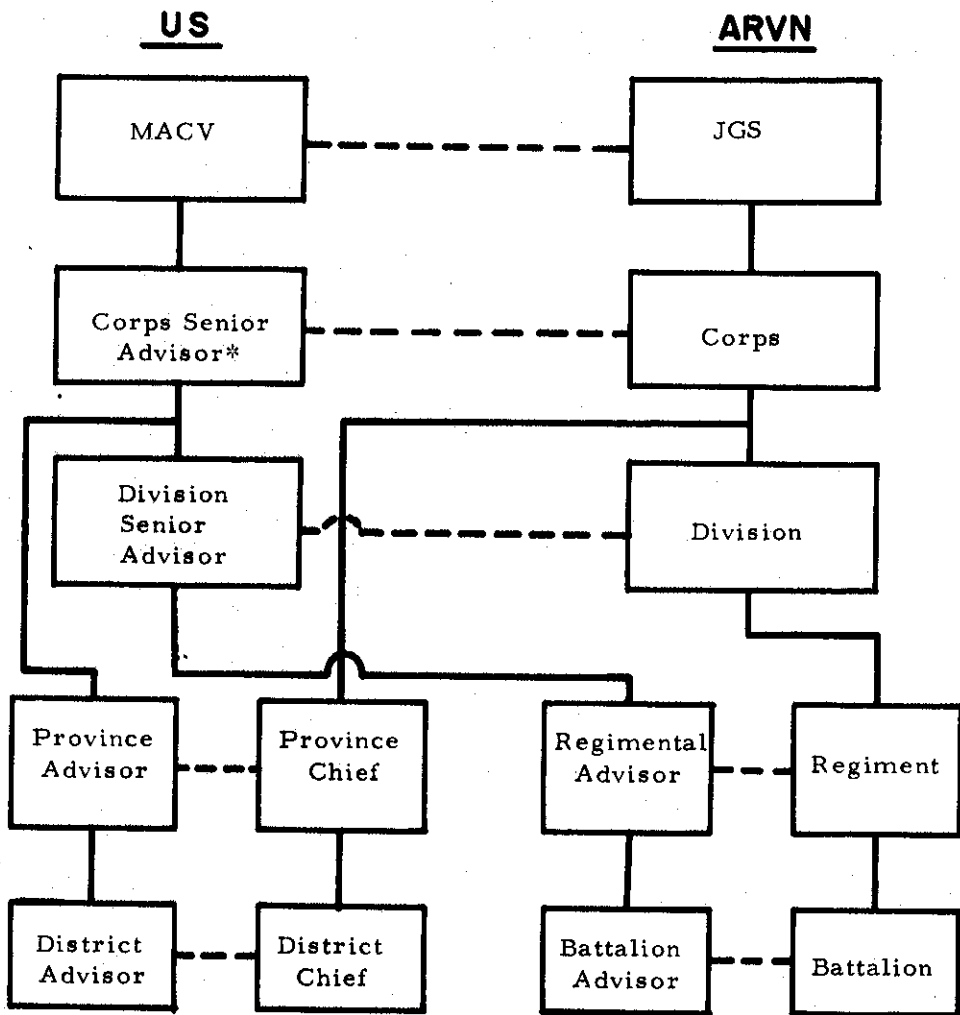 US
ARVN
MACV
JGS
Corps Senior
Advisor*
Corps
Division
Senior
Advisor
Division
Province
Advisor
Province
Chief
Regimental
Advisor
Regiment
District
Advisor
District
Chief
Battalion
Advisor
Battalion